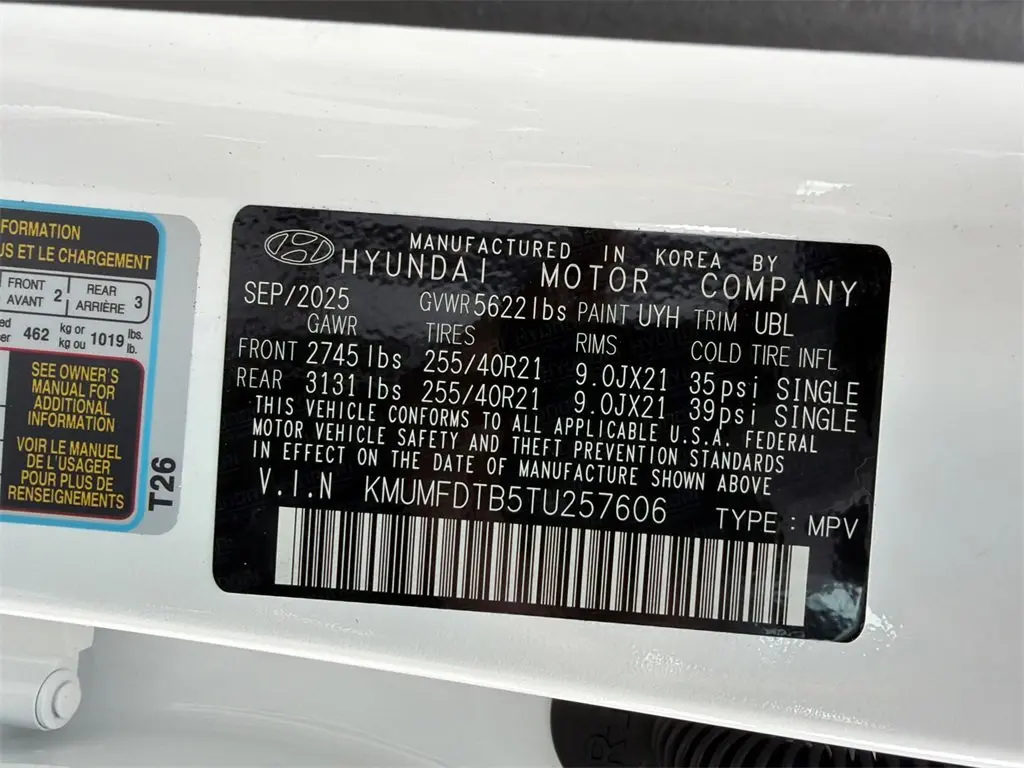 FORMATION
US ET LE CHARGEMENT
FRONT
AVANT 2
REAR
ARRIÈRE 3
462 kg or
kg ou 1019 lbs.
lb.
SEE OWNER'S
MANUAL FOR
ADDITIONAL
INFORMATION
VOIR LE MANUEL
DE L'USAGER
POUR PLUS DE
RENSEIGNEMENTS
T26
MANUFACTURED IN KOREA BY
HYUNDAI MOTOR COMPANY
SEP/2025 GVWR 5622 lbs PAINT UYH TRIM UBL
GAWR TIRES RIMS COLD TIRE INFL
FRONT 2745 lbs 255/40R21 9.0JX21 35psi SINGLE
REAR 3131 lbs 255/40R21 9.0JX21 39psi SINGLE
THIS VEHICLE CONFORMS TO ALL APPLICABLE U.S.A. FEDERAL
MOTOR VEHICLE SAFETY AND THEFT PREVENTION STANDARDS
IN EFFECT ON THE DATE OF MANUFACTURE SHOWN ABOVE
V.I.N KMUMFDTB5TU257606 TYPE : MPV